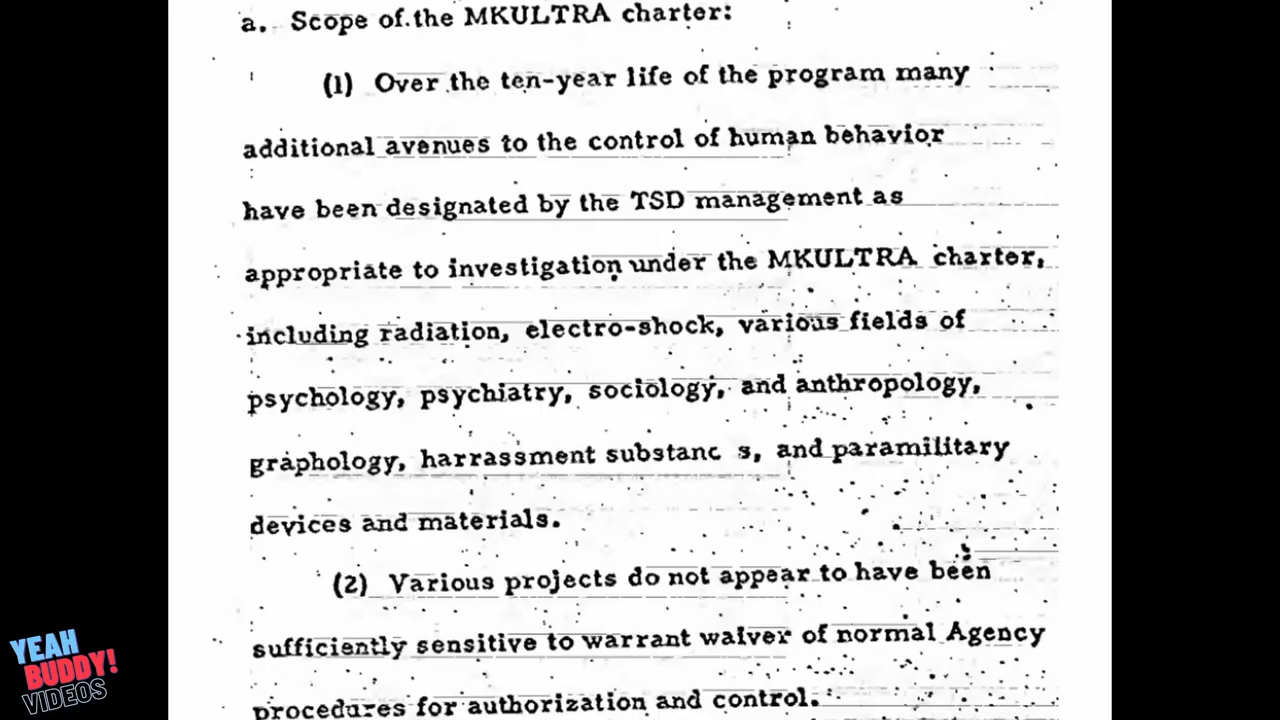 a. Scope of the MKULTRA charter:
(1) Over the ten-year life of the program many
additional avenues to the control of human behavior
have been designated by the TSD management as
appropriate to investigation under the MKULTRA charter,
including radiation, electro-shock, various fields of
psychology, psychiatry, sociology, and anthropology,
graphology, harrassment substanc s, and paramilitary
devices and materials.
(2) Various projects do not appear to have been
sufficiently sensitive to warrant waiver of normal Agency
procedures for authorization and control.
YEAH
BUDDY!
VIDEOS